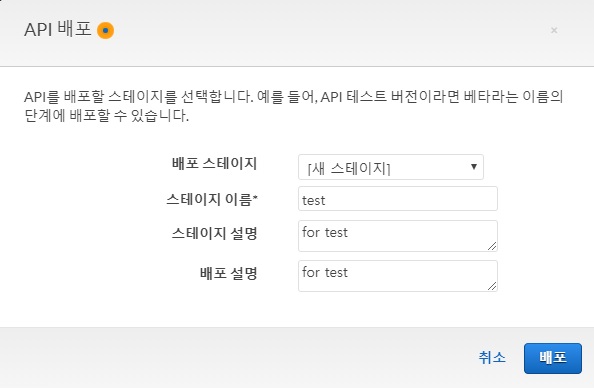 API 배포
API를 배포할 스테이지를 선택합니다. 예를 들어, API 테스트 버전이라면 베타라는 이름의
단계에 배포할 수 있습니다.
배포 스테이지 [새 스테이지]
스테이지 이름* test
스테이지 설명 for test
배포 설명 for test
취소 배포